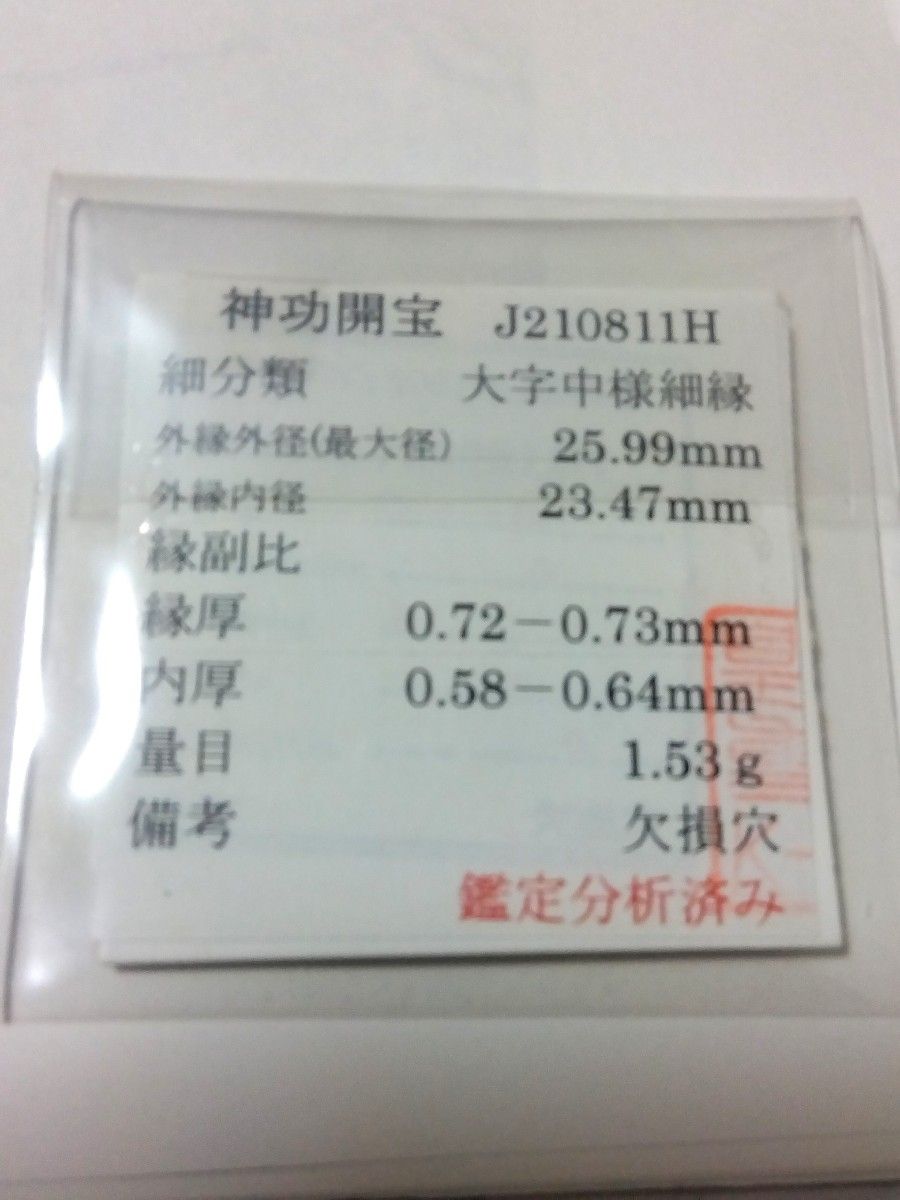 神功開宝 J210811H
細分類 大字中様細縁
外縁外径(最大径) 25.99mm
外縁内径 23.47mm
縁副比
縁厚 0.72－0.73mm
内厚 0.58－0.64mm
量目 1.53g
備考 欠損穴
鑑定分析済み